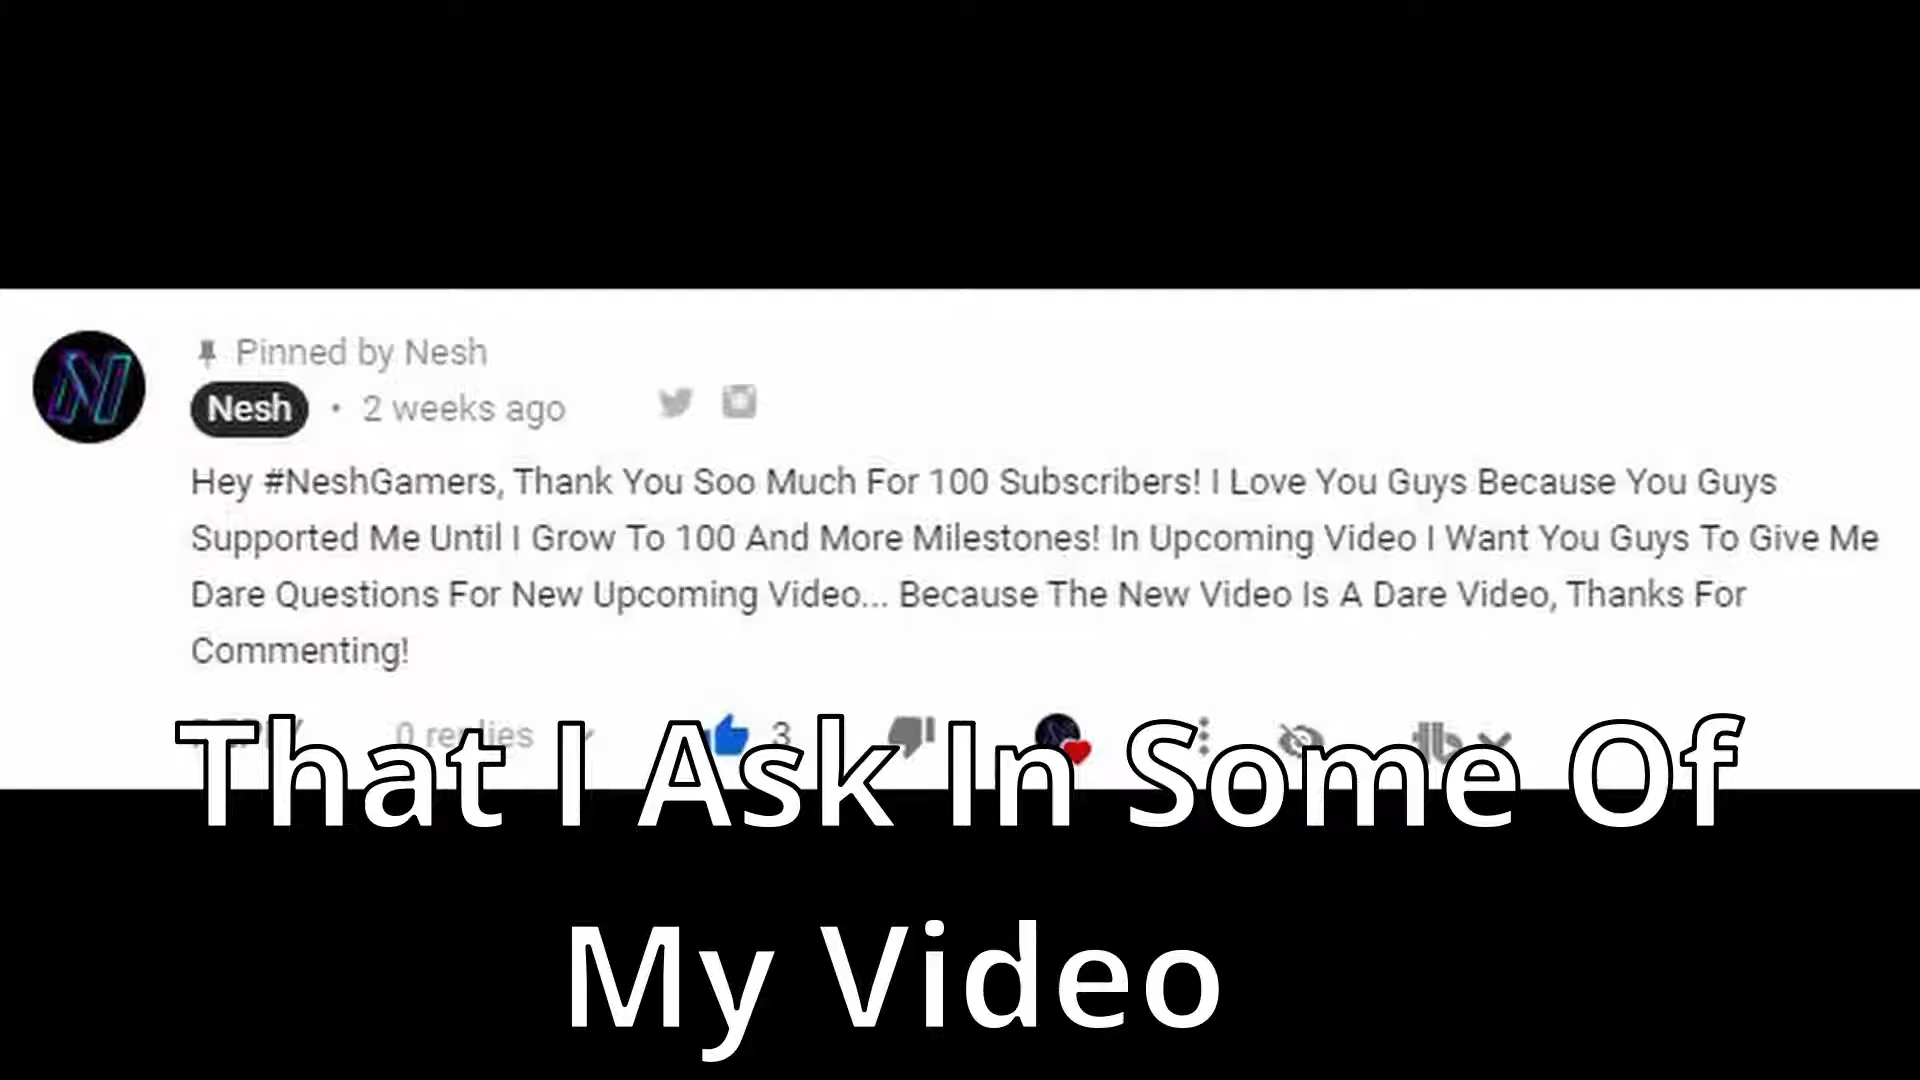 Pinned by Nesh
Nesh • 2 weeks ago
Hey #NeshGamers, Thank You Soo Much For 100 Subscribers! I Love You Guys Because You Guys
Supported Me Until I Grow To 100 And More Milestones! In Upcoming Video I Want You Guys To Give Me
Dare Questions For New Upcoming Video... Because The New Video Is A Dare Video, Thanks For
Commenting!
0 replies 3
That I Ask In Some Of
My Video